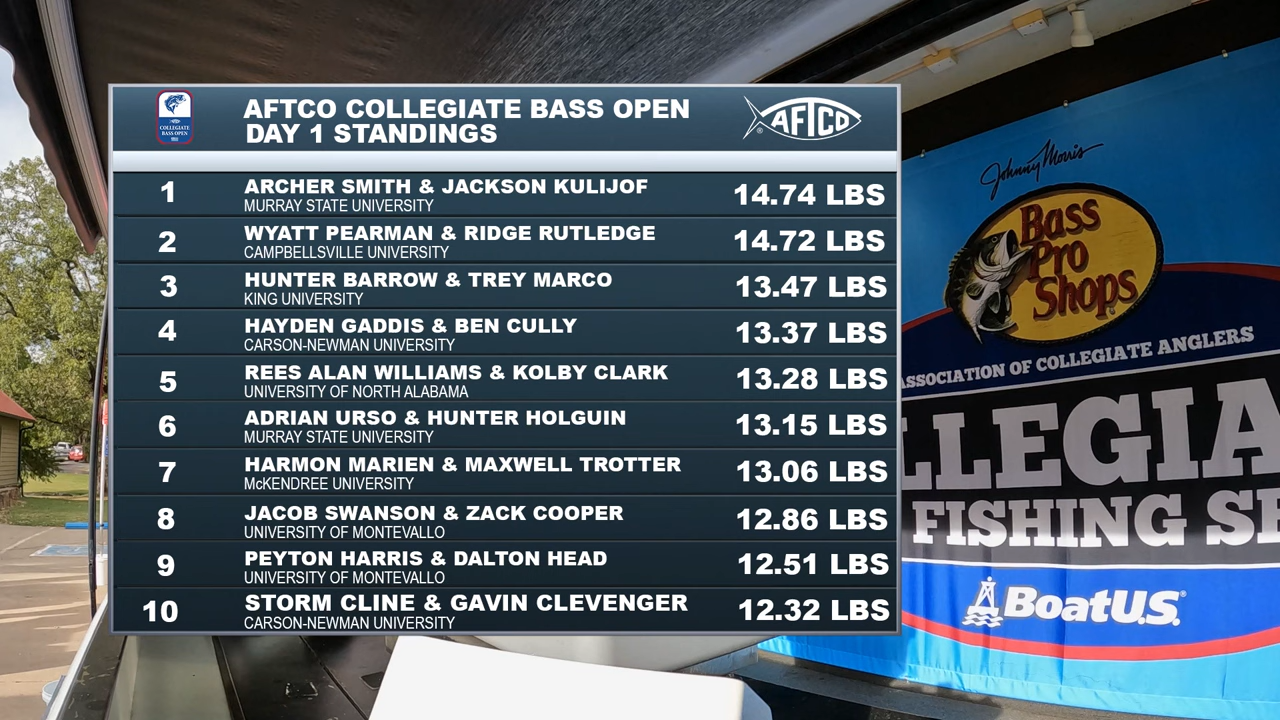 COLLEGIATE
BASS OPEN
AFTCO COLLEGIATE BASS OPEN
DAY 1 STANDINGS
AFTCO
1 ARCHER SMITH & JACKSON KULIJOF 14.74 LBS
MURRAY STATE UNIVERSITY
2 WYATT PEARMAN & RIDGE RUTLEDGE 14.72 LBS
CAMPBELLSVILLE UNIVERSITY
3 HUNTER BARROW & TREY MARCO 13.47 LBS
KING UNIVERSITY
4 HAYDEN GADDIS & BEN CULLY 13.37 LBS
CARSON-NEWMAN UNIVERSITY
5 REES ALAN WILLIAMS & KOLBY CLARK 13.28 LBS
UNIVERSITY OF NORTH ALABAMA
6 ADRIAN URSO & HUNTER HOLGUIN 13.15 LBS
MURRAY STATE UNIVERSITY
7 HARMON MARIEN & MAXWELL TROTTER 13.06 LBS
McKENDREE UNIVERSITY
8 JACOB SWANSON & ZACK COOPER 12.86 LBS
UNIVERSITY OF MONTEVALLO
9 PEYTON HARRIS & DALTON HEAD 12.51 LBS
UNIVERSITY OF MONTEVALLO
10 STORM CLINE & GAVIN CLEVENGER 12.32 LBS
CARSON-NEWMAN UNIVERSITY
Johnny Morris
Bass
Pro
Shops
ASSOCIATION OF COLLEGIATE ANGLERS
LLEGIA
FISHING SE
BoatU.S.